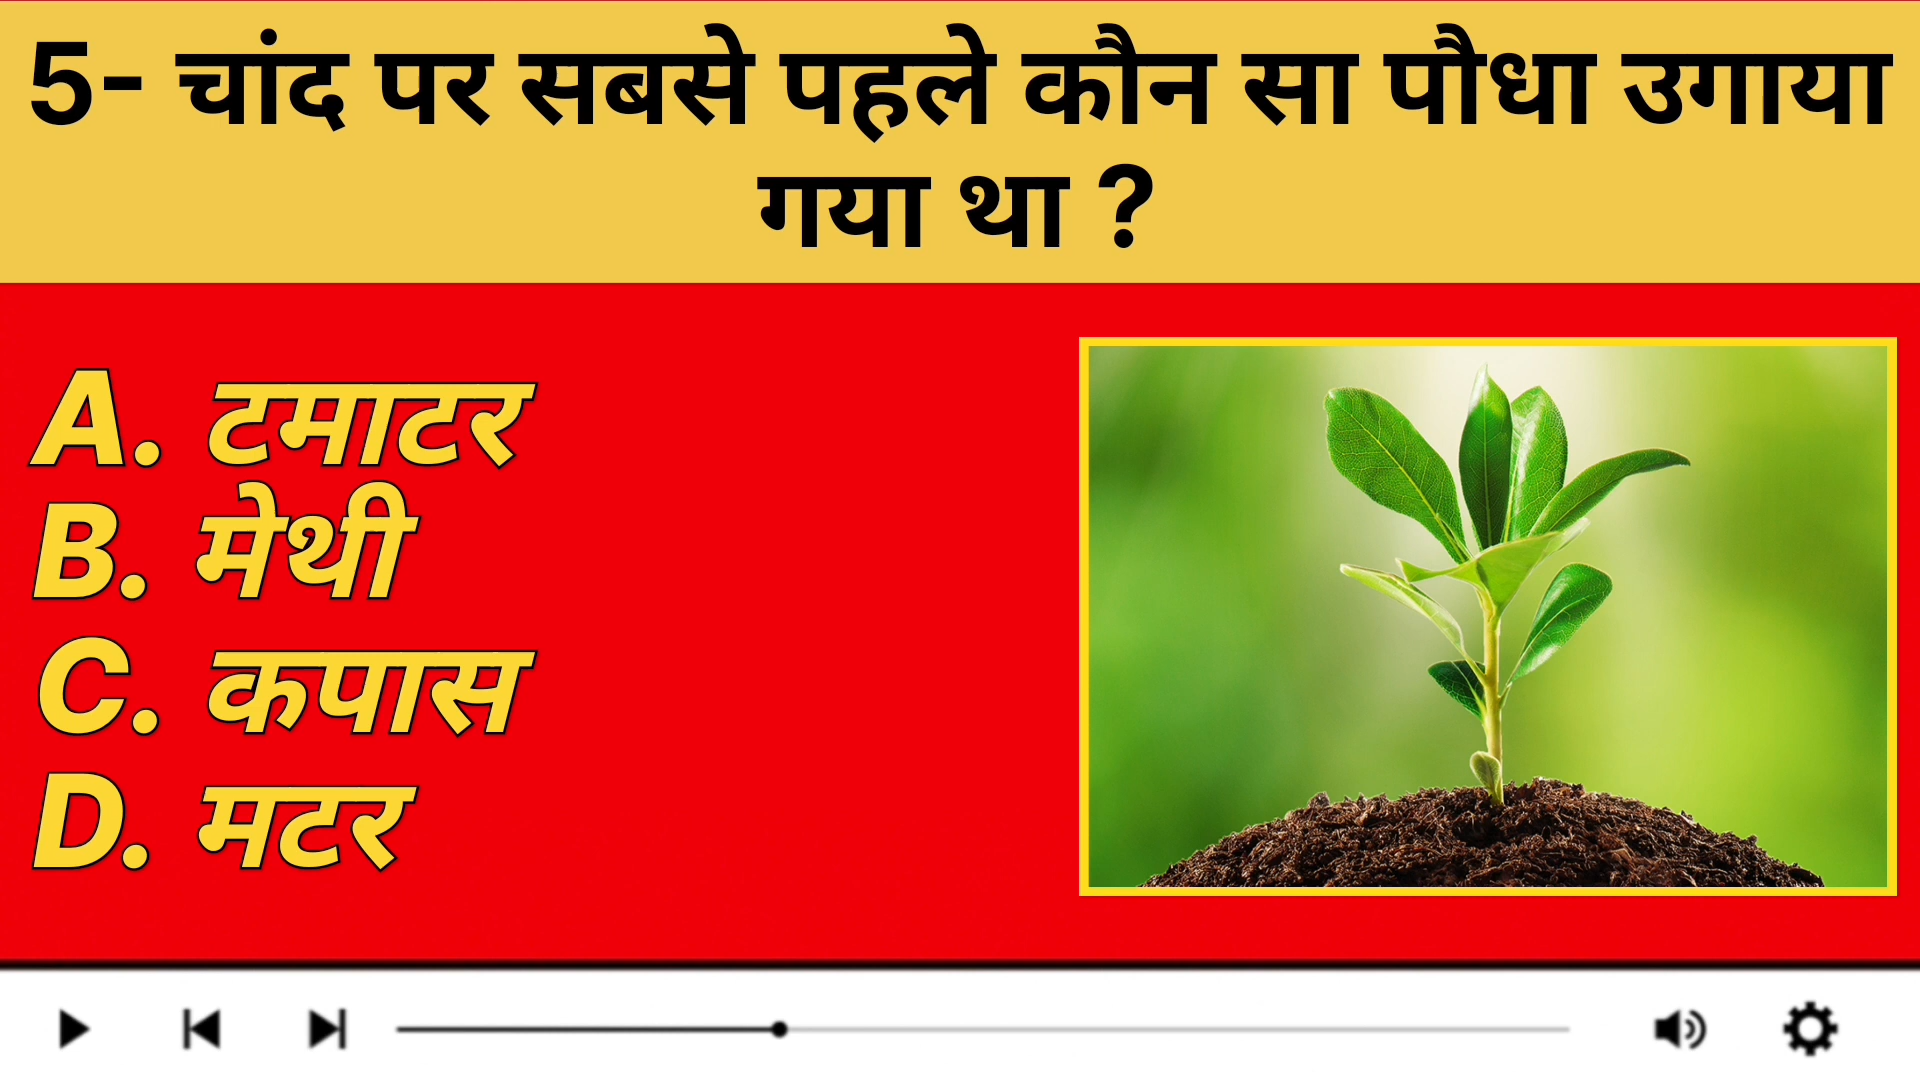 5- चांद पर सबसे पहले कौन सा पौधा उगाया
गया था ?
A. टमाटर
B. मेथी
C. कपास
D. मटर